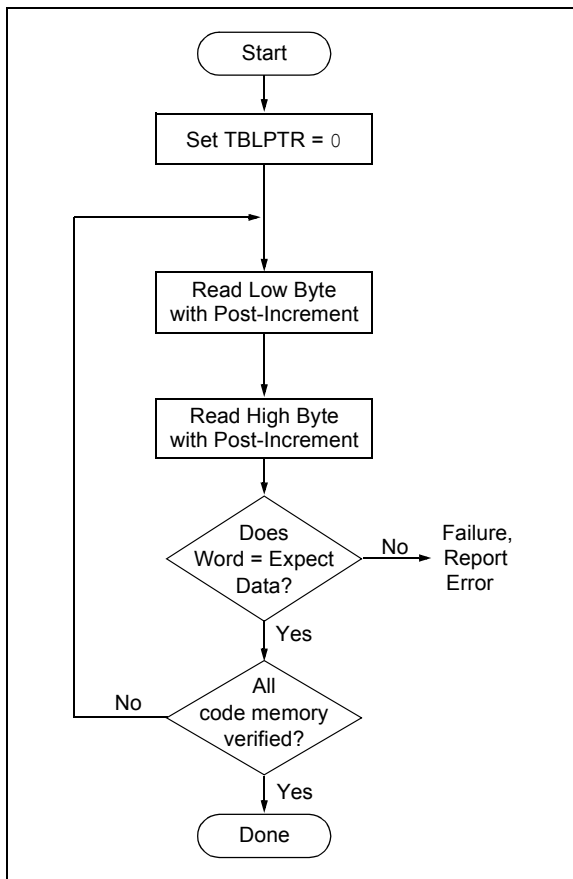 Start
Set TBLPTR = 0
Read Low Byte
with Post-Increment
Read High Byte
with Post-Increment
Does
Word = Expect
Data?
No
Failure,
Report
Error
Yes
All
code memory
verified?
No
Yes
Done